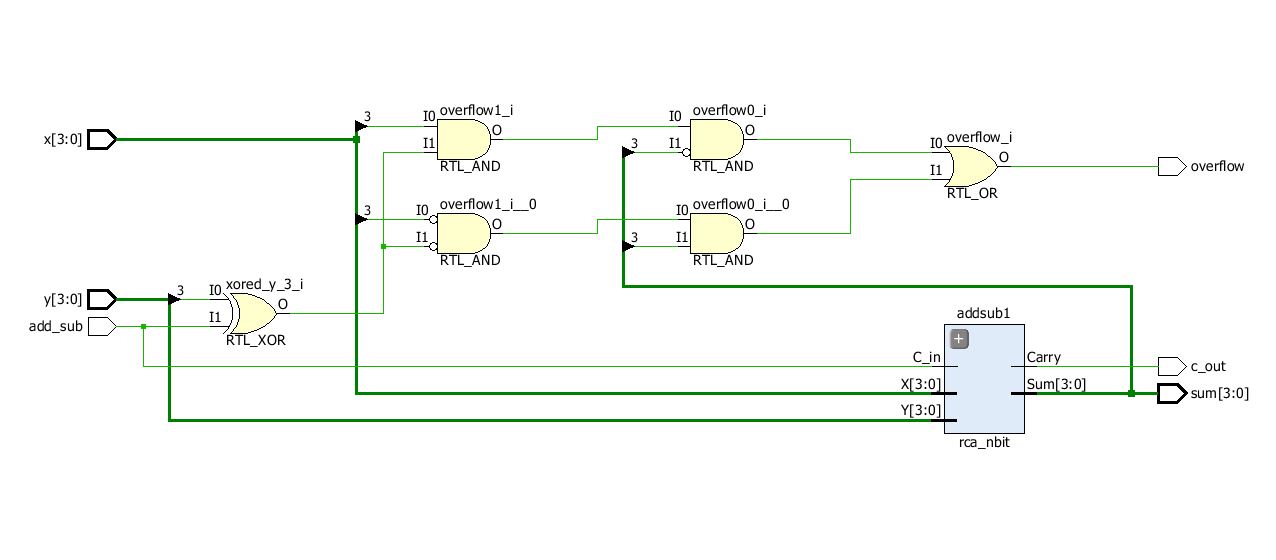 overflow1_i
3
I0
I1
O
RTL_AND
overflow0_i
I0
I1
3
O
RTL_AND
overflow_i
I0
I1
O
RTL_OR
overflow
x[3:0]
overflow1_i__0
3
I0
I1
O
RTL_AND
overflow0_i__0
I0
I1
3
O
RTL_AND
xored_y_3_i
y[3:0]
3
I0
I1
O
add_sub
RTL_XOR
addsub1
+
C_in
Carry
c_out
X[3:0]
Sum[3:0]
sum[3:0]
Y[3:0]
rca_nbit